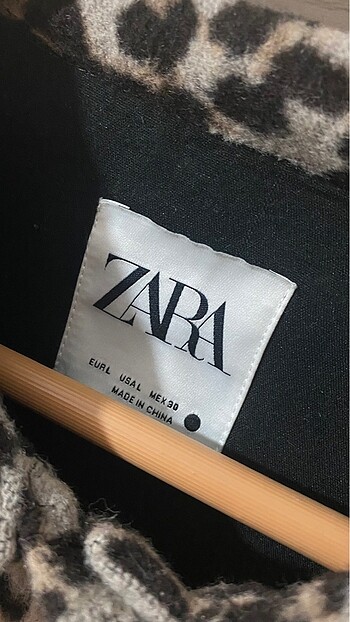 ZARA
EUR L USA L MEX 30
MADE IN CHINA